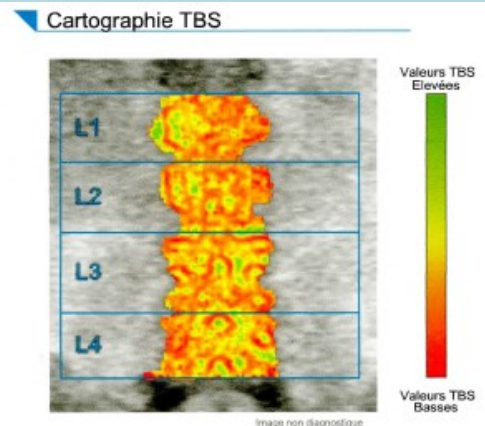 Cartographie TBS
Valeurs TBS
Elevées
L1
L2
L3
L4
Valeurs TBS
Basses
Image non diagnostique